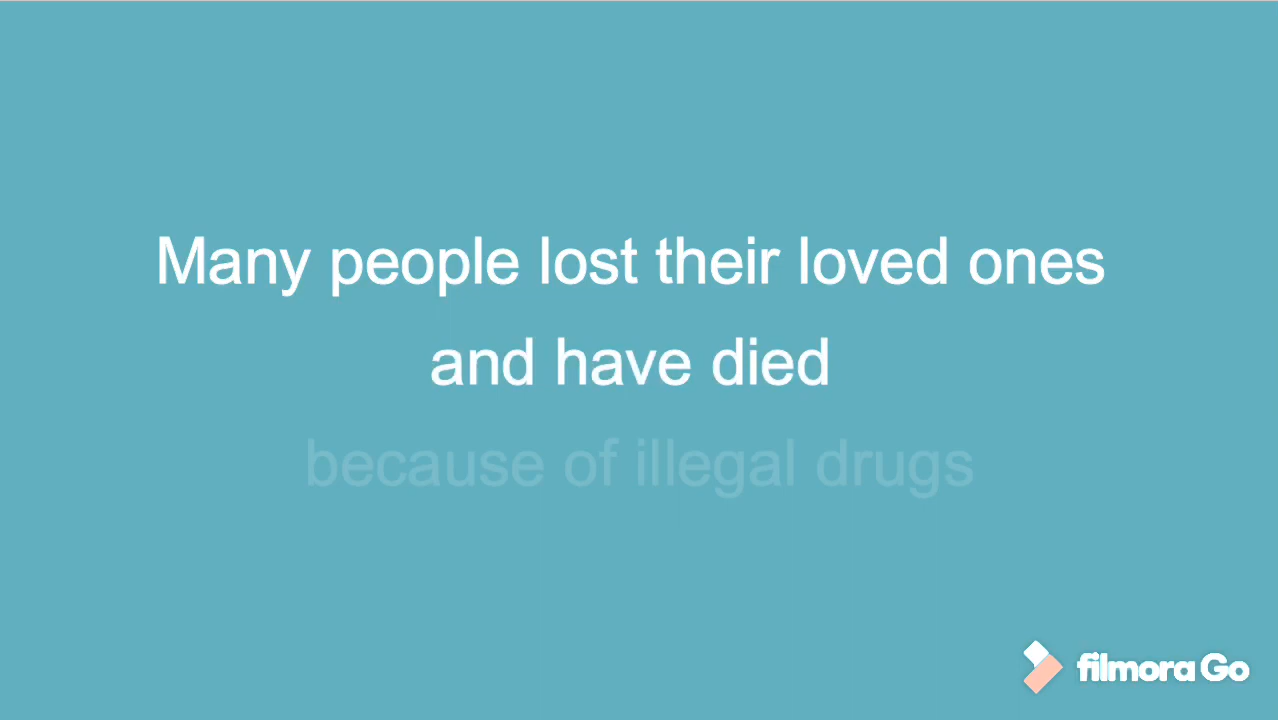 Many people lost their loved ones
and have died
because of illegal drugs
filmora Go